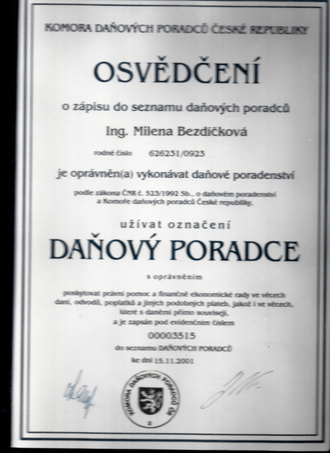 KOMORA DAŇOVÝCH PORADCŮ ČESKÉ REPUBLIKY
OSVĚDČENÍ
o zápisu do seznamu daňových poradců
Ing. Milena Bezdíčková
rodné číslo 626231/0923
je oprávněn(a) vykonávat daňové poradenství
podle zákona ČNR č. 523/1992 Sb., o daňovém poradenství
a Komoře daňových poradců České republiky,
užívat označení
DAŇOVÝ PORADCE
s oprávněním
poskytovat právní pomoc a finančně ekonomické rady ve věcech
daní, odvodů, poplatků a jiných podobných plateb, jakož i ve věcech,
které s daněmi přímo souvisejí,
a je zapsán pod evidenčním číslem
00003515
do seznamu DAŇOVÝCH PORADCŮ
ke dni 15.11.2001
KOMORA DAŇOVÝCH PORADCŮ ČR